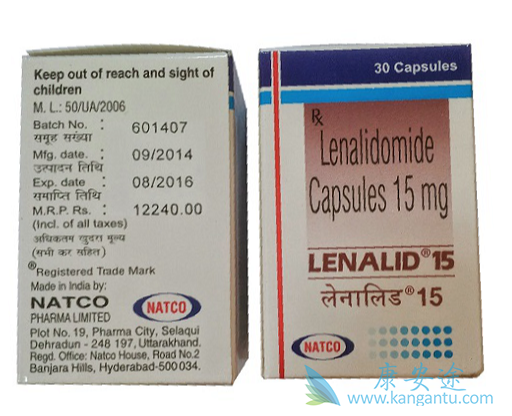 Keep out of reach and sight of
children
M. L.: 50/UA/2006
Batch No. : 601407
समूह संख्या
Mfg. date. : 09/2014
उत्पादन तिथि
Exp. date : 08/2016
समाप्ति तिथि
M.R.P. Rs. : 12240.00
(Incl. of all taxes)
अधिकतम खुदरा मूल्य
(सभी कर सहित)
®Registered Trade Mark
Made in India by:
NATCO
PHARMA LIMITED
NATCO
Plot No. 19, Pharma City, Selaqui
Dehradun - 248 197, Uttarakhand.
Regd. Office: Natco House, Road No.2
Banjara Hills, Hyderabad-500 034.
30 Capsules
Rx
Lenalidomide
Capsules 15 mg
LENALID®15
लेनालिड®15
NATCO
康安途
www.kangantu.com